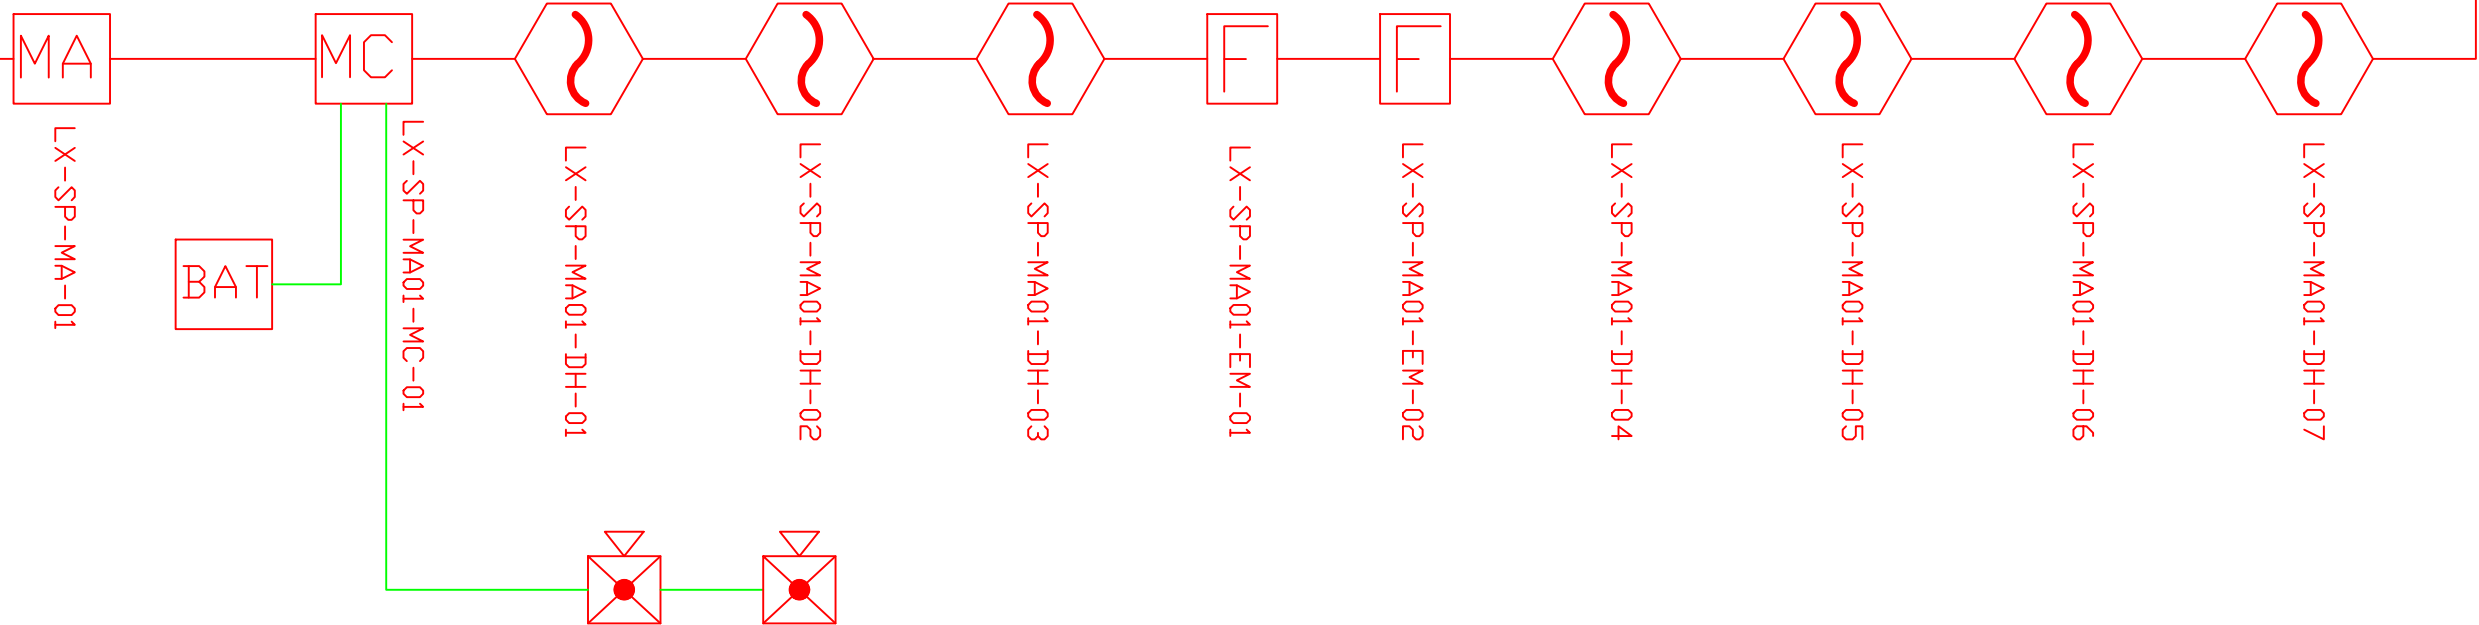 MA
MC
F
F
LX-SP-MA-01
LX-SP-MA01-MC-01
LX-SP-MA01-DH-01
LX-SP-MA01-DH-02
LX-SP-MA01-DH-03
LX-SP-MA01-EM-01
LX-SP-MA01-EM-02
LX-SP-MA01-DH-04
LX-SP-MA01-DH-05
LX-SP-MA01-DH-06
LX-SP-MA01-DH-07
BAT